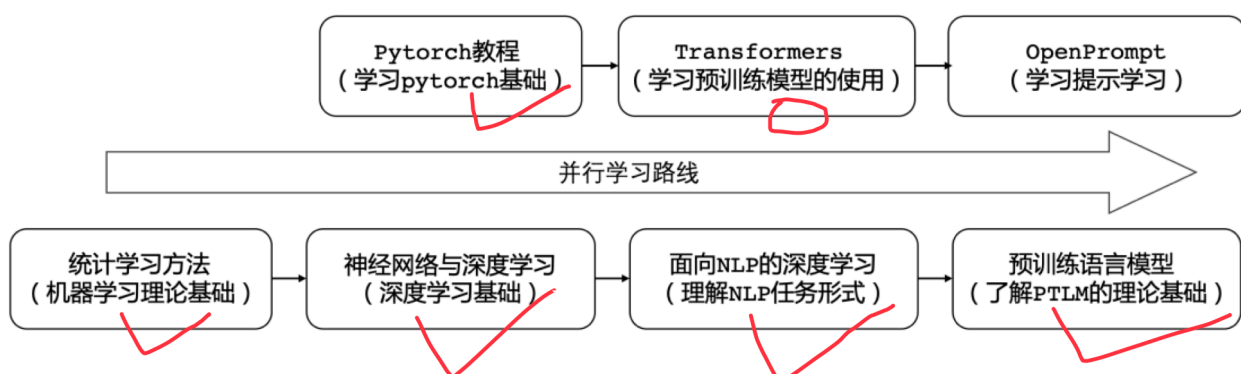 Pytorch教程
（学习pytorch基础）
Transformers
（学习预训练模型的使用）
OpenPrompt
（学习提示学习）
并行学习路线
统计学习方法
（机器学习理论基础）
神经网络与深度学习
（深度学习基础）
面向NLP的深度学习
（理解NLP任务形式）
预训练语言模型
（了解PTLM的理论基础）